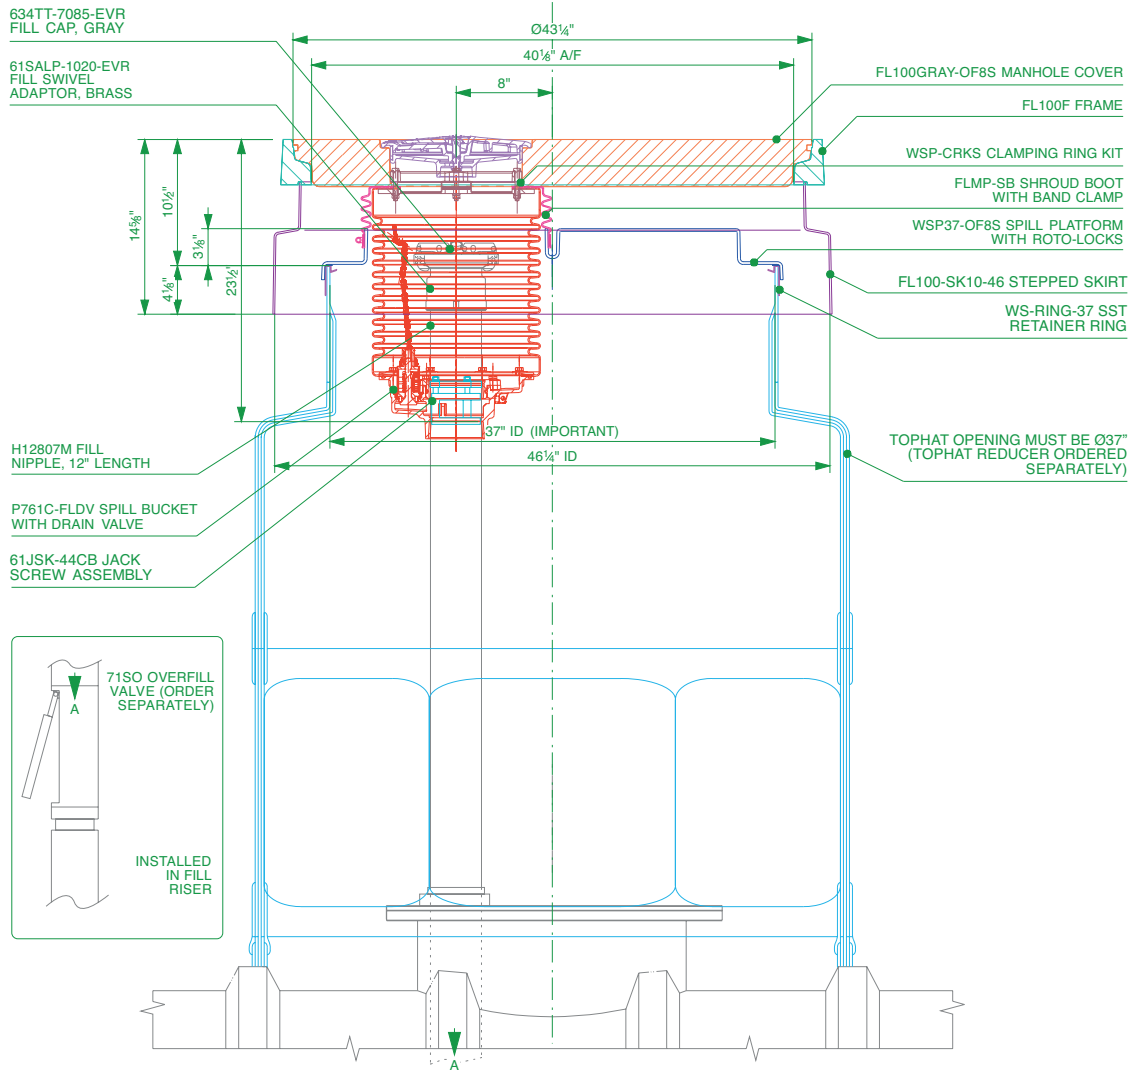 634TT-7085-EVR
FILL CAP, GRAY
61SALP-1020-EVR
FILL SWIVEL
ADAPTOR, BRASS
Ø43¼"
40⅛" A/F
8"
FL100GRAY-OF8S MANHOLE COVER
FL100F FRAME
WSP-CRKS CLAMPING RING KIT
FLMP-SB SHROUD BOOT
WITH BAND CLAMP
WSP37-OF8S SPILL PLATFORM
WITH ROTO-LOCKS
FL100-SK10-46 STEPPED SKIRT
WS-RING-37 SST
RETAINER RING
14⅝"
10½"
3⅛"
4⅛"
23½"
37" ID (IMPORTANT)
46¼" ID
H12807M FILL
NIPPLE, 12" LENGTH
P761C-FLDV SPILL BUCKET
WITH DRAIN VALVE
61JSK-44CB JACK
SCREW ASSEMBLY
TOPHAT OPENING MUST BE Ø37"
(TOPHAT REDUCER ORDERED
SEPARATELY)
71SO OVERFILL
VALVE (ORDER
SEPARATELY)
A
INSTALLED
IN FILL
RISER
A